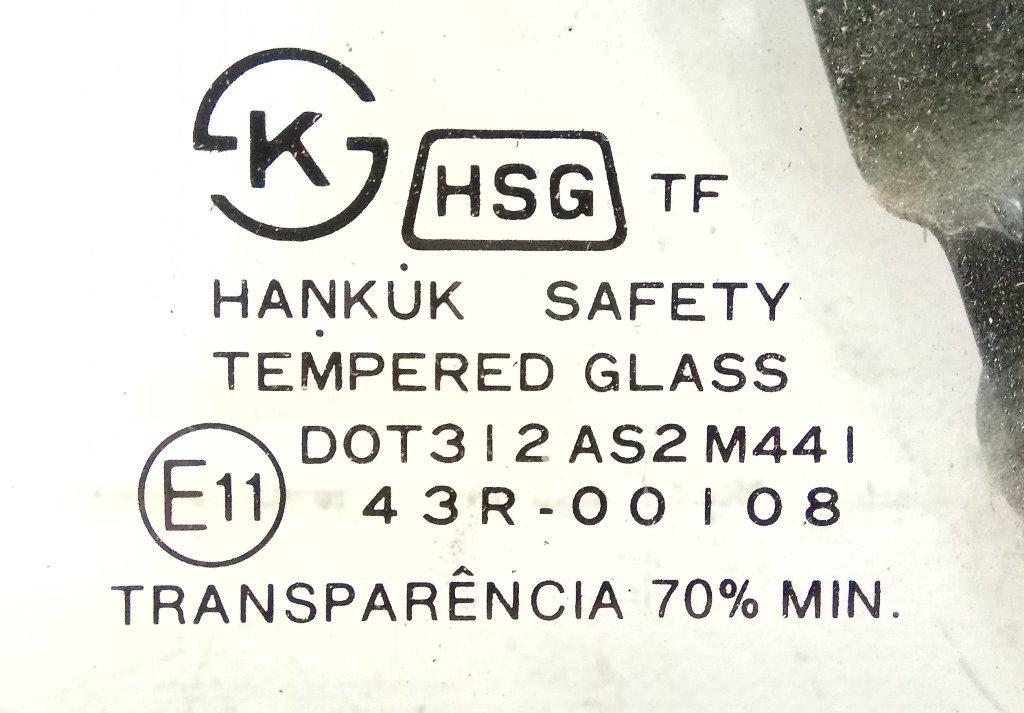 K HSG TF
HANKUK SAFETY
TEMPERED GLASS
E11 DOT312 AS2 M441
43R-00108
TRANSPARÊNCIA 70% MIN.